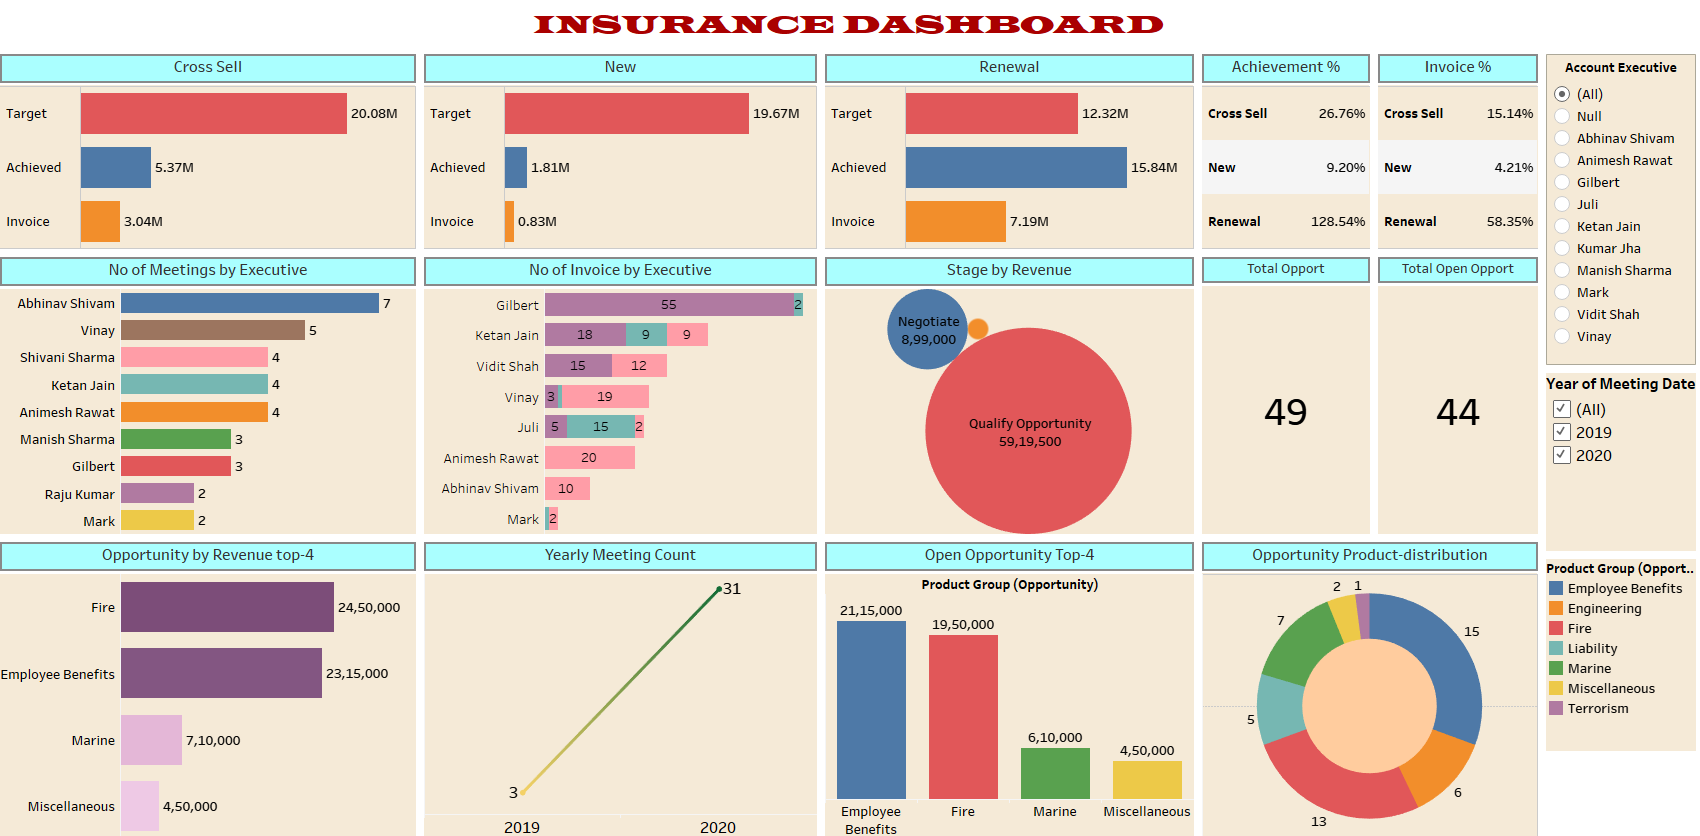 INSURANCE DASHBOARD
Cross Sell
Target
20.08M
Achieved
5.37M
Invoice
3.04M
New
Target
19.67M
Achieved
1.81M
Invoice
0.83M
Renewal
Target
12.32M
Achieved
15.84M
Invoice
7.19M
Achievement %
Cross Sell 26.76%
New 9.20%
Renewal 128.54%
Invoice %
Cross Sell 15.14%
New 4.21%
Renewal 58.35%
Account Executive
(All)
Null
Abhinav Shivam
Animesh Rawat
Gilbert
Juli
Ketan Jain
Kumar Jha
Manish Sharma
Mark
Vidit Shah
Vinay
No of Meetings by Executive
Abhinav Shivam 7
Vinay 5
Shivani Sharma 4
Ketan Jain 4
Animesh Rawat 4
Manish Sharma 3
Gilbert 3
Raju Kumar 2
Mark 2
No of Invoice by Executive
Gilbert 55 2
Ketan Jain 18 9 9
Vidit Shah 15 12
Vinay 3 19
Juli 5 15 2
Animesh Rawat 20
Abhinav Shivam 10
Mark 2
Stage by Revenue
Negotiate
8,99,000
Qualify Opportunity
59,19,500
Total Opport
49
Total Open Opport
44
Year of Meeting Date
(All)
2019
2020
Opportunity by Revenue top-4
Fire 24,50,000
Employee Benefits 23,15,000
Marine 7,10,000
Miscellaneous 4,50,000
Yearly Meeting Count
31
3
2019 2020
Open Opportunity Top-4
Product Group (Opportunity)
21,15,000
19,50,000
6,10,000
4,50,000
Employee
Benefits
Fire
Marine
Miscellaneous
Opportunity Product-distribution
2 1
15
7
5
6
13
Product Group (Opport..
Employee Benefits
Engineering
Fire
Liability
Marine
Miscellaneous
Terrorism